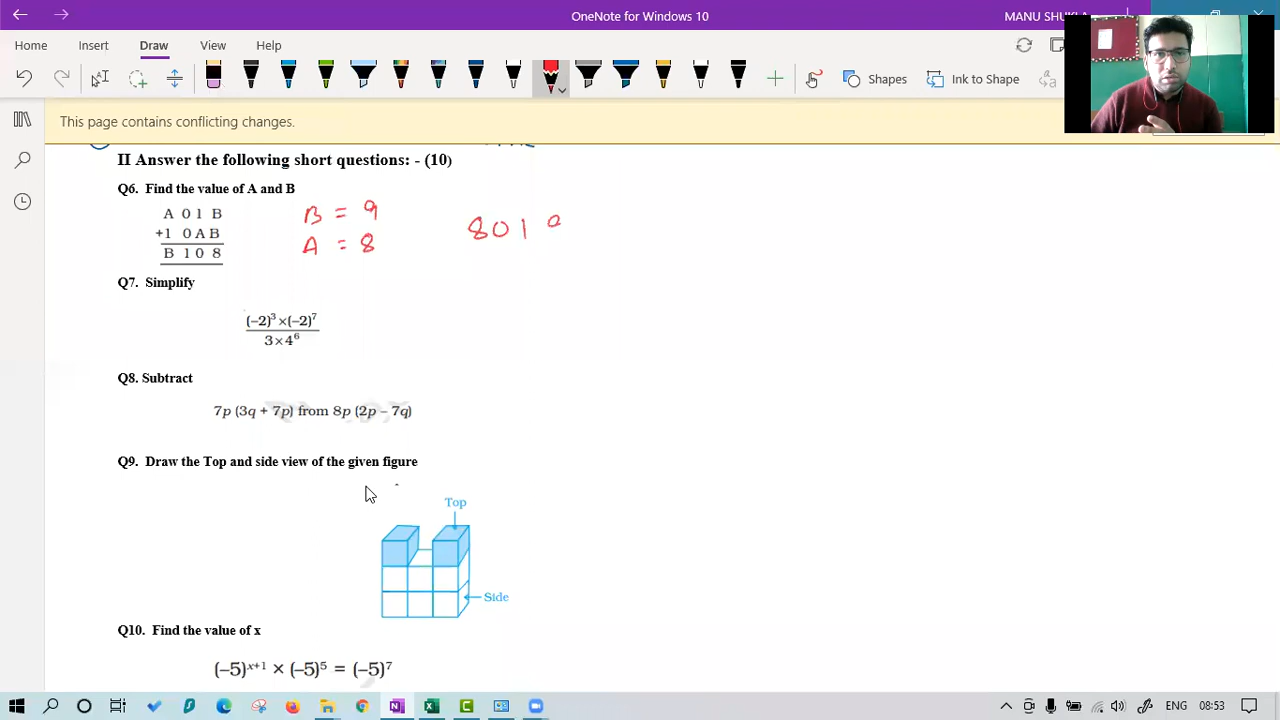 OneNote for Windows 10
MANU SHUKLA
Home Insert Draw View Help
Shapes
Ink to Shape
This page contains conflicting changes.
II Answer the following short questions: - (10)
Q6. Find the value of A and B
A 0 1 B
+1 0 A B
B 1 0 8
B = 9
A = 8
8 0 1 9
Q7. Simplify
(–2)³×(–2)⁷
3×4⁶
Q8. Subtract
7p (3q + 7p) from 8p (2p – 7q)
Q9. Draw the Top and side view of the given figure
Top
Side
Q10. Find the value of x
(–5)ˣ⁺¹ × (–5)⁵ = (–5)⁷
ENG 08:53